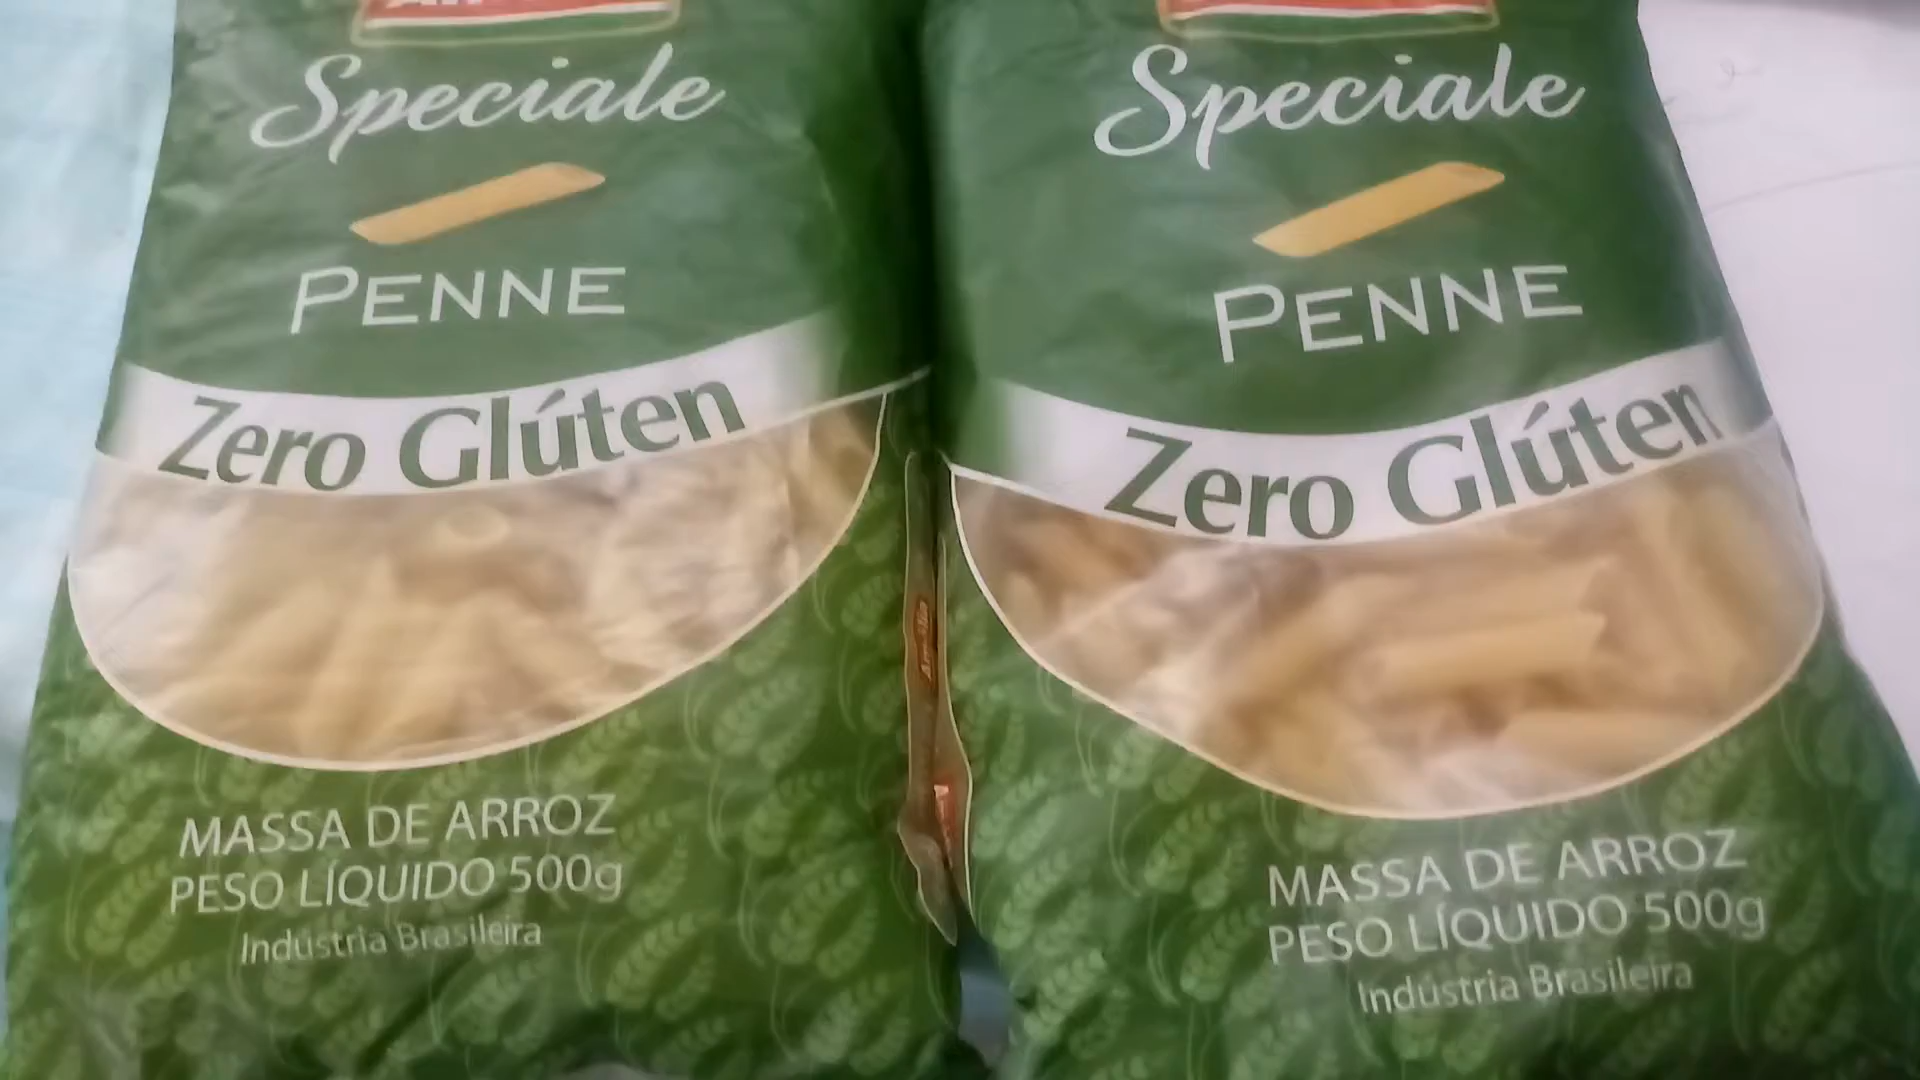 Speciale
PENNE
Zero Glúten
MASSA DE ARROZ
PESO LÍQUIDO 500g
Indústria Brasileira
Speciale
PENNE
Zero Glúten
MASSA DE ARROZ
PESO LÍQUIDO 500g
Indústria Brasileira